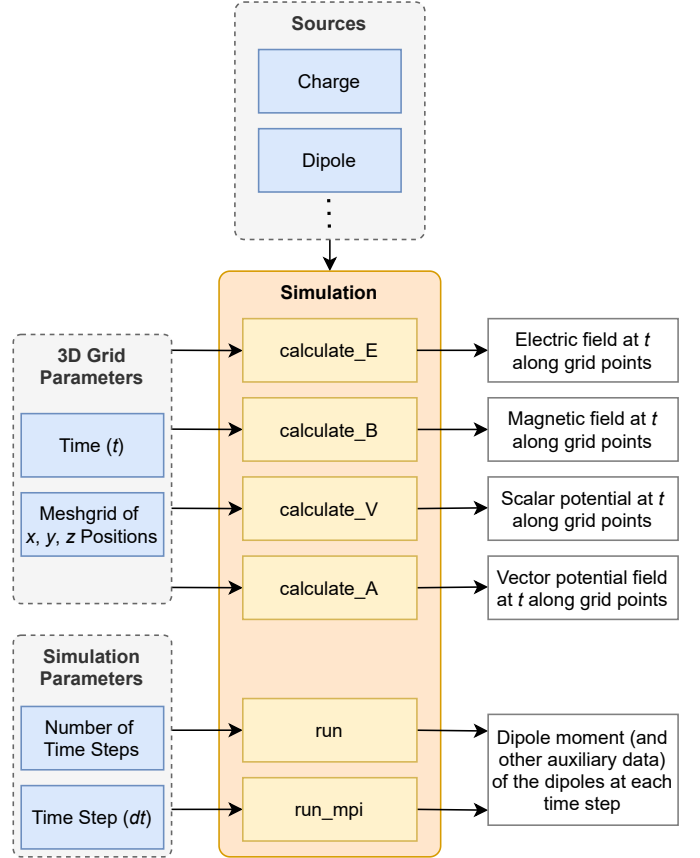 Sources
Charge
Dipole
Simulation
3D Grid
Parameters
Time (t)
Meshgrid of
x, y, z Positions
calculate_E
calculate_B
calculate_V
calculate_A
Electric field at t
along grid points
Magnetic field at t
along grid points
Scalar potential at t
along grid points
Vector potential field
at t along grid points
Simulation
Parameters
Number of
Time Steps
Time Step (dt)
run
run_mpi
Dipole moment (and
other auxiliary data)
of the dipoles at each
time step